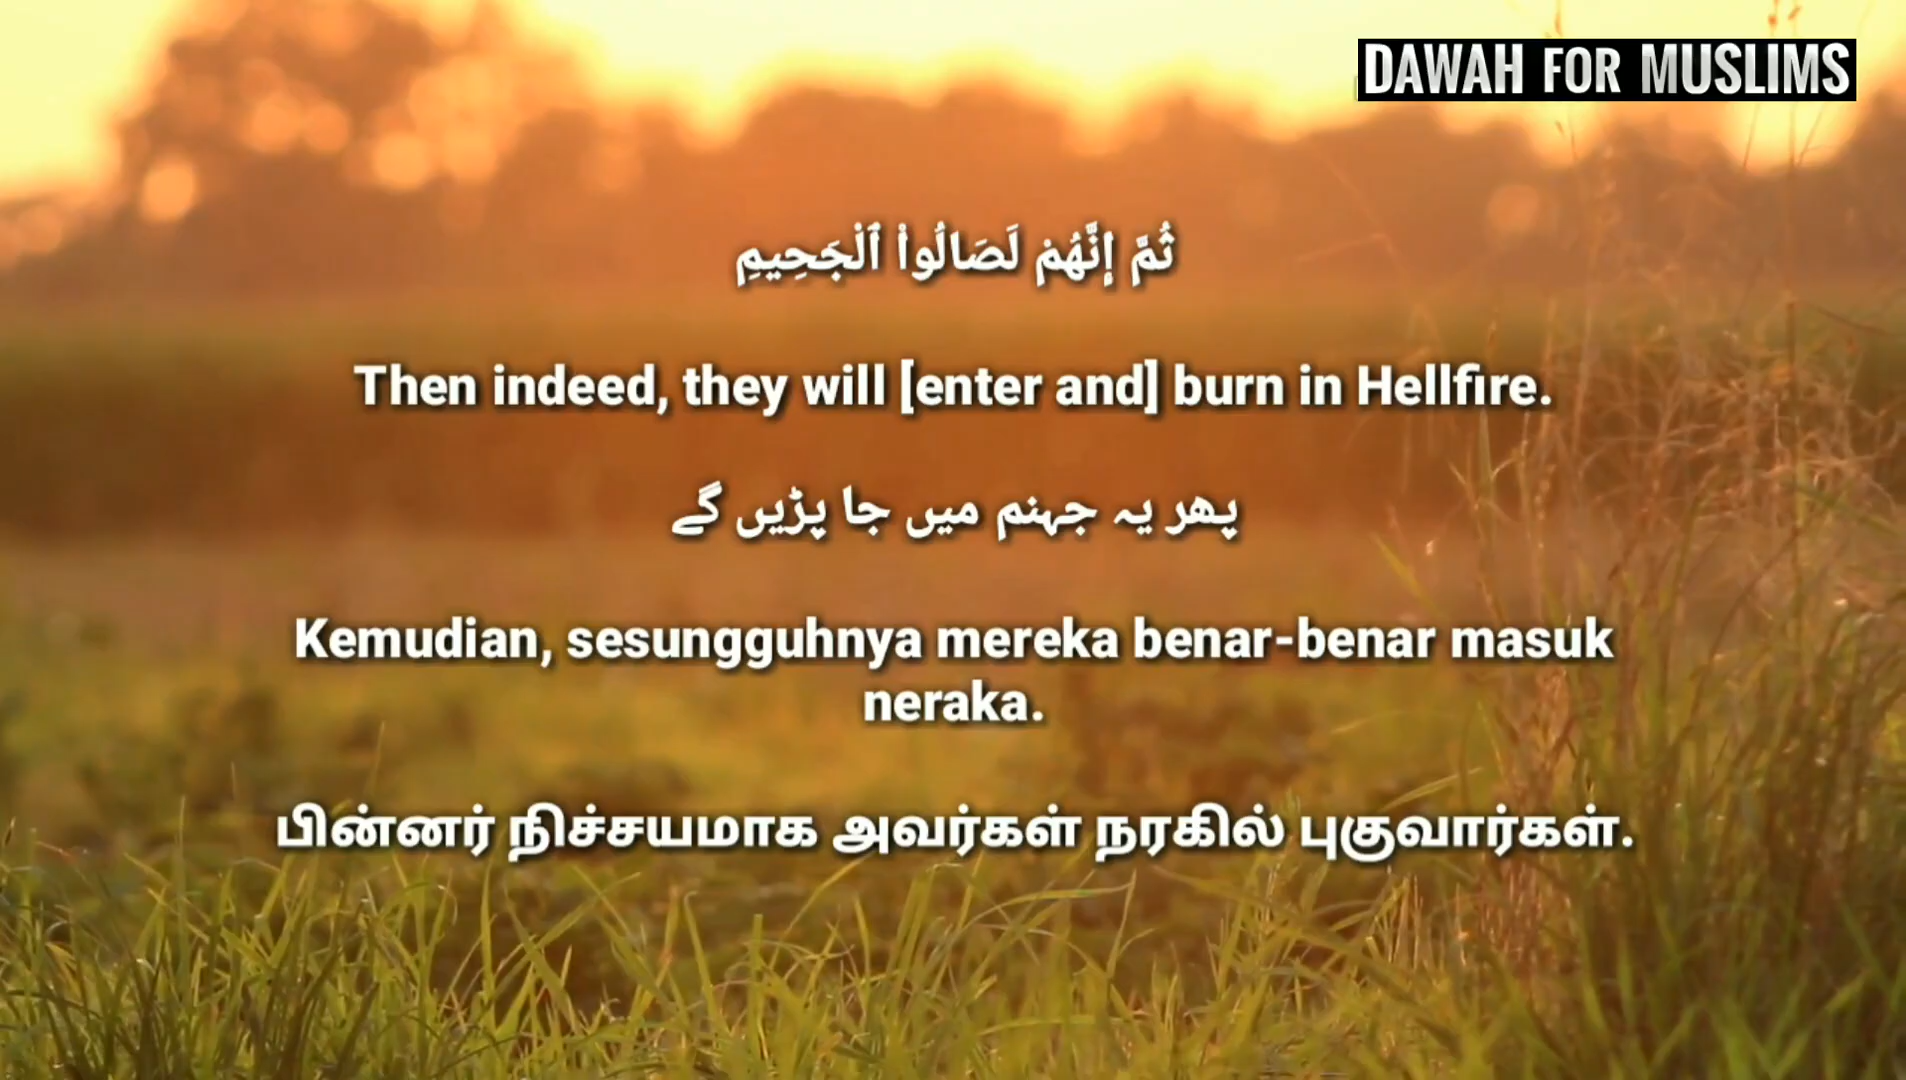 DAWAH FOR MUSLIMS
ثُمَّ إِنَّهُمْ لَصَالُوا۟ ٱلْجَحِيمِ
Then indeed, they will [enter and] burn in Hellfire.
پھر یہ جہنم میں جا پڑیں گے
Kemudian, sesungguhnya mereka benar-benar masuk
neraka.
பின்னர் நிச்சயமாக அவர்கள் நரகில் புகுவார்கள்.